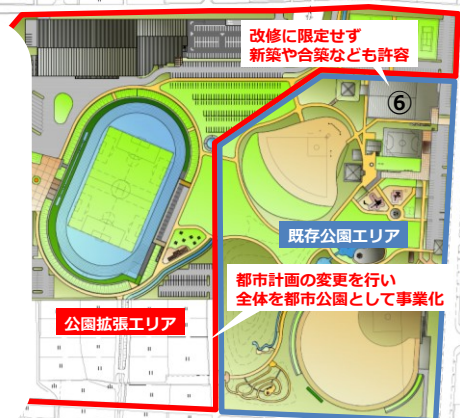 改修に限定せず
新築や合築なども許容
⑥
既存公園エリア
都市計画の変更を行い
全体を都市公園として事業化
公園拡張エリア